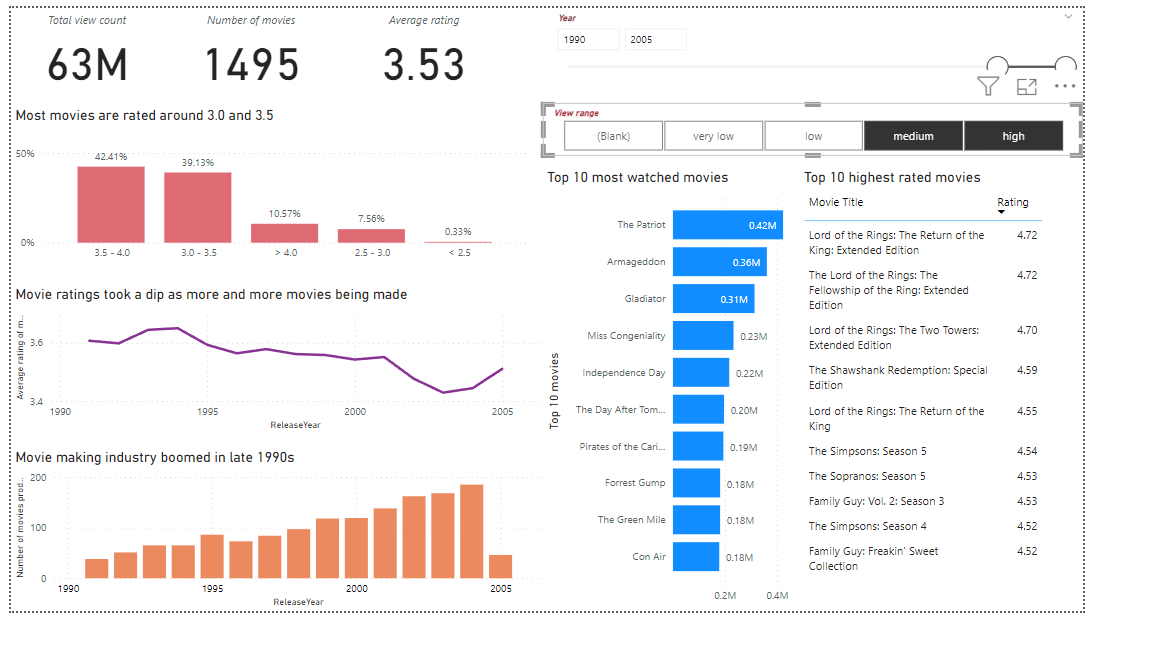 Total view count
Number of movies
Average rating
63M
1495
3.53
Year
1990
2005
View range
(Blank)
very low
low
medium
high
Most movies are rated around 3.0 and 3.5
50%
0%
42.41%
39.13%
10.57%
7.56%
0.33%
3.5 - 4.0
3.0 - 3.5
> 4.0
2.5 - 3.0
< 2.5
Movie ratings took a dip as more and more movies being made
Average rating of m...
3.6
3.4
1990
1995
2000
2005
ReleaseYear
Movie making industry boomed in late 1990s
Number of movies prod...
200
100
0
1990
1995
2000
2005
ReleaseYear
Top 10 most watched movies
Top 10 movies
The Patriot
0.42M
Armageddon
0.36M
Gladiator
0.31M
Miss Congeniality
0.23M
Independence Day
0.22M
The Day After Tom...
0.20M
Pirates of the Cari...
0.19M
Forrest Gump
0.18M
The Green Mile
0.18M
Con Air
0.18M
0.2M
0.4M
Top 10 highest rated movies
Movie Title
Rating
Lord of the Rings: The Return of the
King: Extended Edition
4.72
The Lord of the Rings: The
Fellowship of the Ring: Extended
Edition
4.72
Lord of the Rings: The Two Towers:
Extended Edition
4.70
The Shawshank Redemption: Special
Edition
4.59
Lord of the Rings: The Return of the
King
4.55
The Simpsons: Season 5
4.54
The Sopranos: Season 5
4.53
Family Guy: Vol. 2: Season 3
4.53
The Simpsons: Season 4
4.52
Family Guy: Freakin' Sweet
Collection
4.52